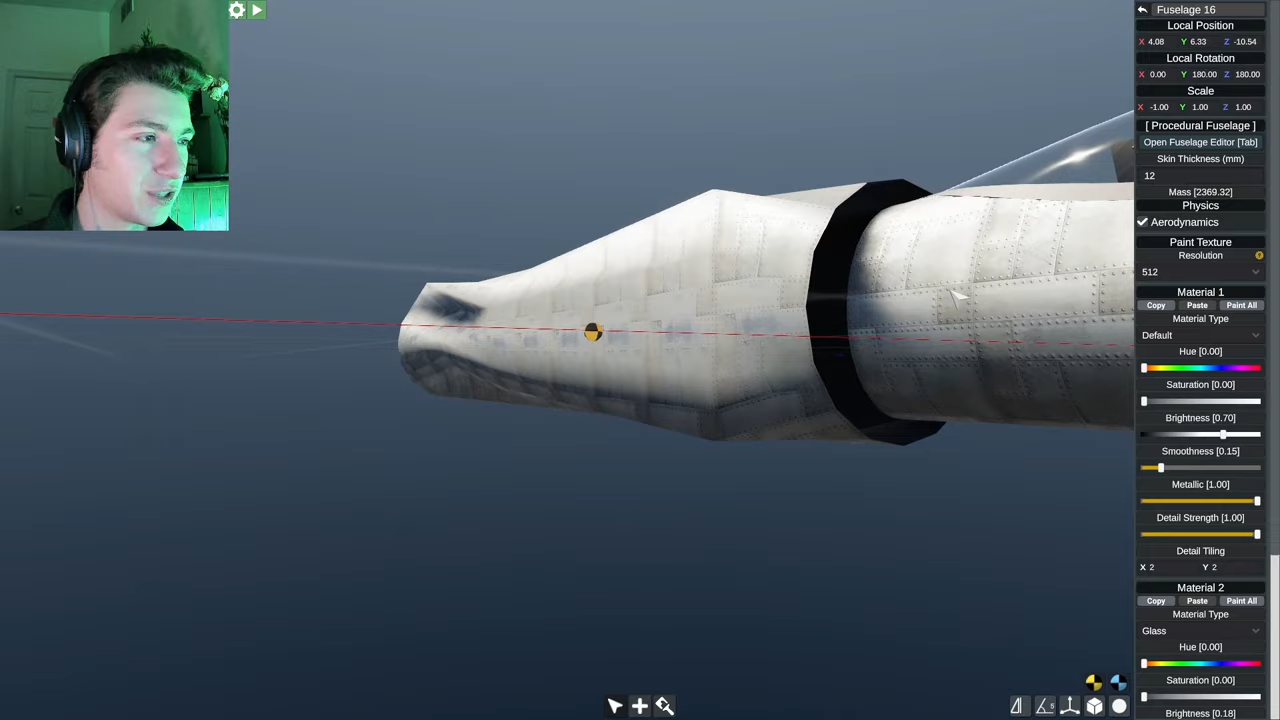 Fuselage 16
Local Position
X 4.08 Y 6.33 Z -10.54
Local Rotation
X 0.00 Y 180.00 Z 180.00
Scale
X -1.00 Y 1.00 Z 1.00
[ Procedural Fuselage ]
Open Fuselage Editor [Tab]
Skin Thickness (mm)
12
Mass [2369.32]
Physics
Aerodynamics
Paint Texture
Resolution
?
512
Material 1
Copy Paste Paint All
Material Type
Default
Hue [0.00]
Saturation [0.00]
Brightness [0.70]
Smoothness [0.15]
Metallic [1.00]
Detail Strength [1.00]
Detail Tiling
X 2 Y 2
Material 2
Copy Paste Paint All
Material Type
Glass
Hue [0.00]
Saturation [0.00]
Brightness [0.18]
5